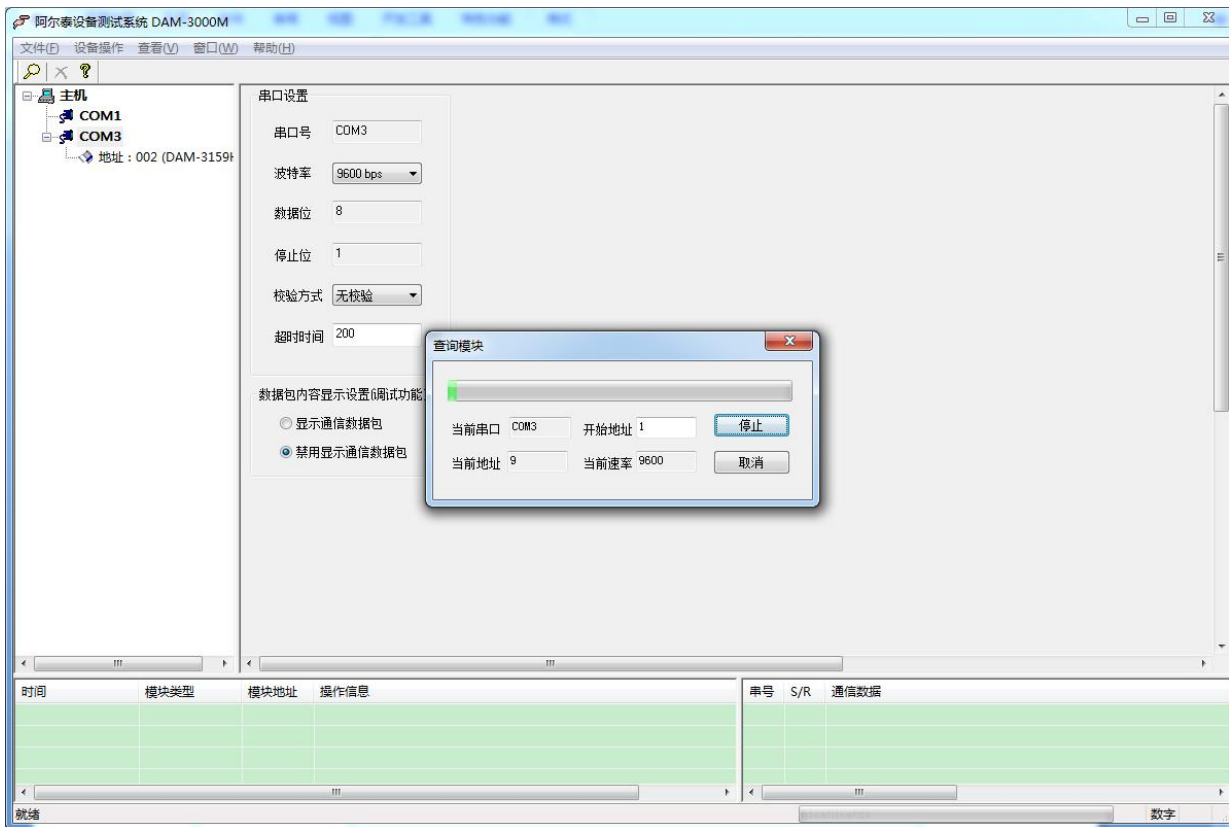 阿尔泰设备测试系统 DAM-3000M
文件(F) 设备操作 查看(V) 窗口(W) 帮助(H)
主机
COM1
COM3
地址：002 (DAM-3159H
串口设置
串口号 COM3
波特率 9600 bps
数据位 8
停止位 1
校验方式 无校验
超时时间 200
数据包内容显示设置(调试功能
显示通信数据包
禁用显示通信数据包
查询模块
当前串口 COM3 开始地址 1 停止
当前地址 9 当前速率 9600 取消
时间 模块类型 模块地址 操作信息 串号 S/R 通信数据
就绪 数字